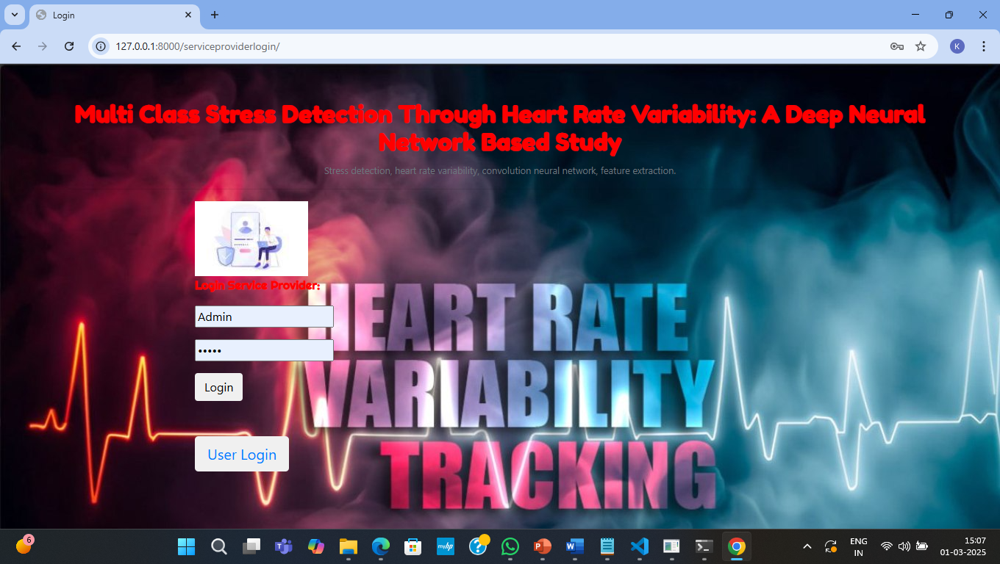 Login
127.0.0.1:8000/serviceproviderlogin/
K
Multi Class Stress Detection Through Heart Rate Variability: A Deep Neural
Network Based Study
Stress detection, heart rate variability, convolution neural network, feature extraction.
Login Service Provider:
Admin
•••••
Login
User Login
HEART RATE
VARIABILITY
TRACKING
6
myhp
ENG
IN
15:07
01-03-2025